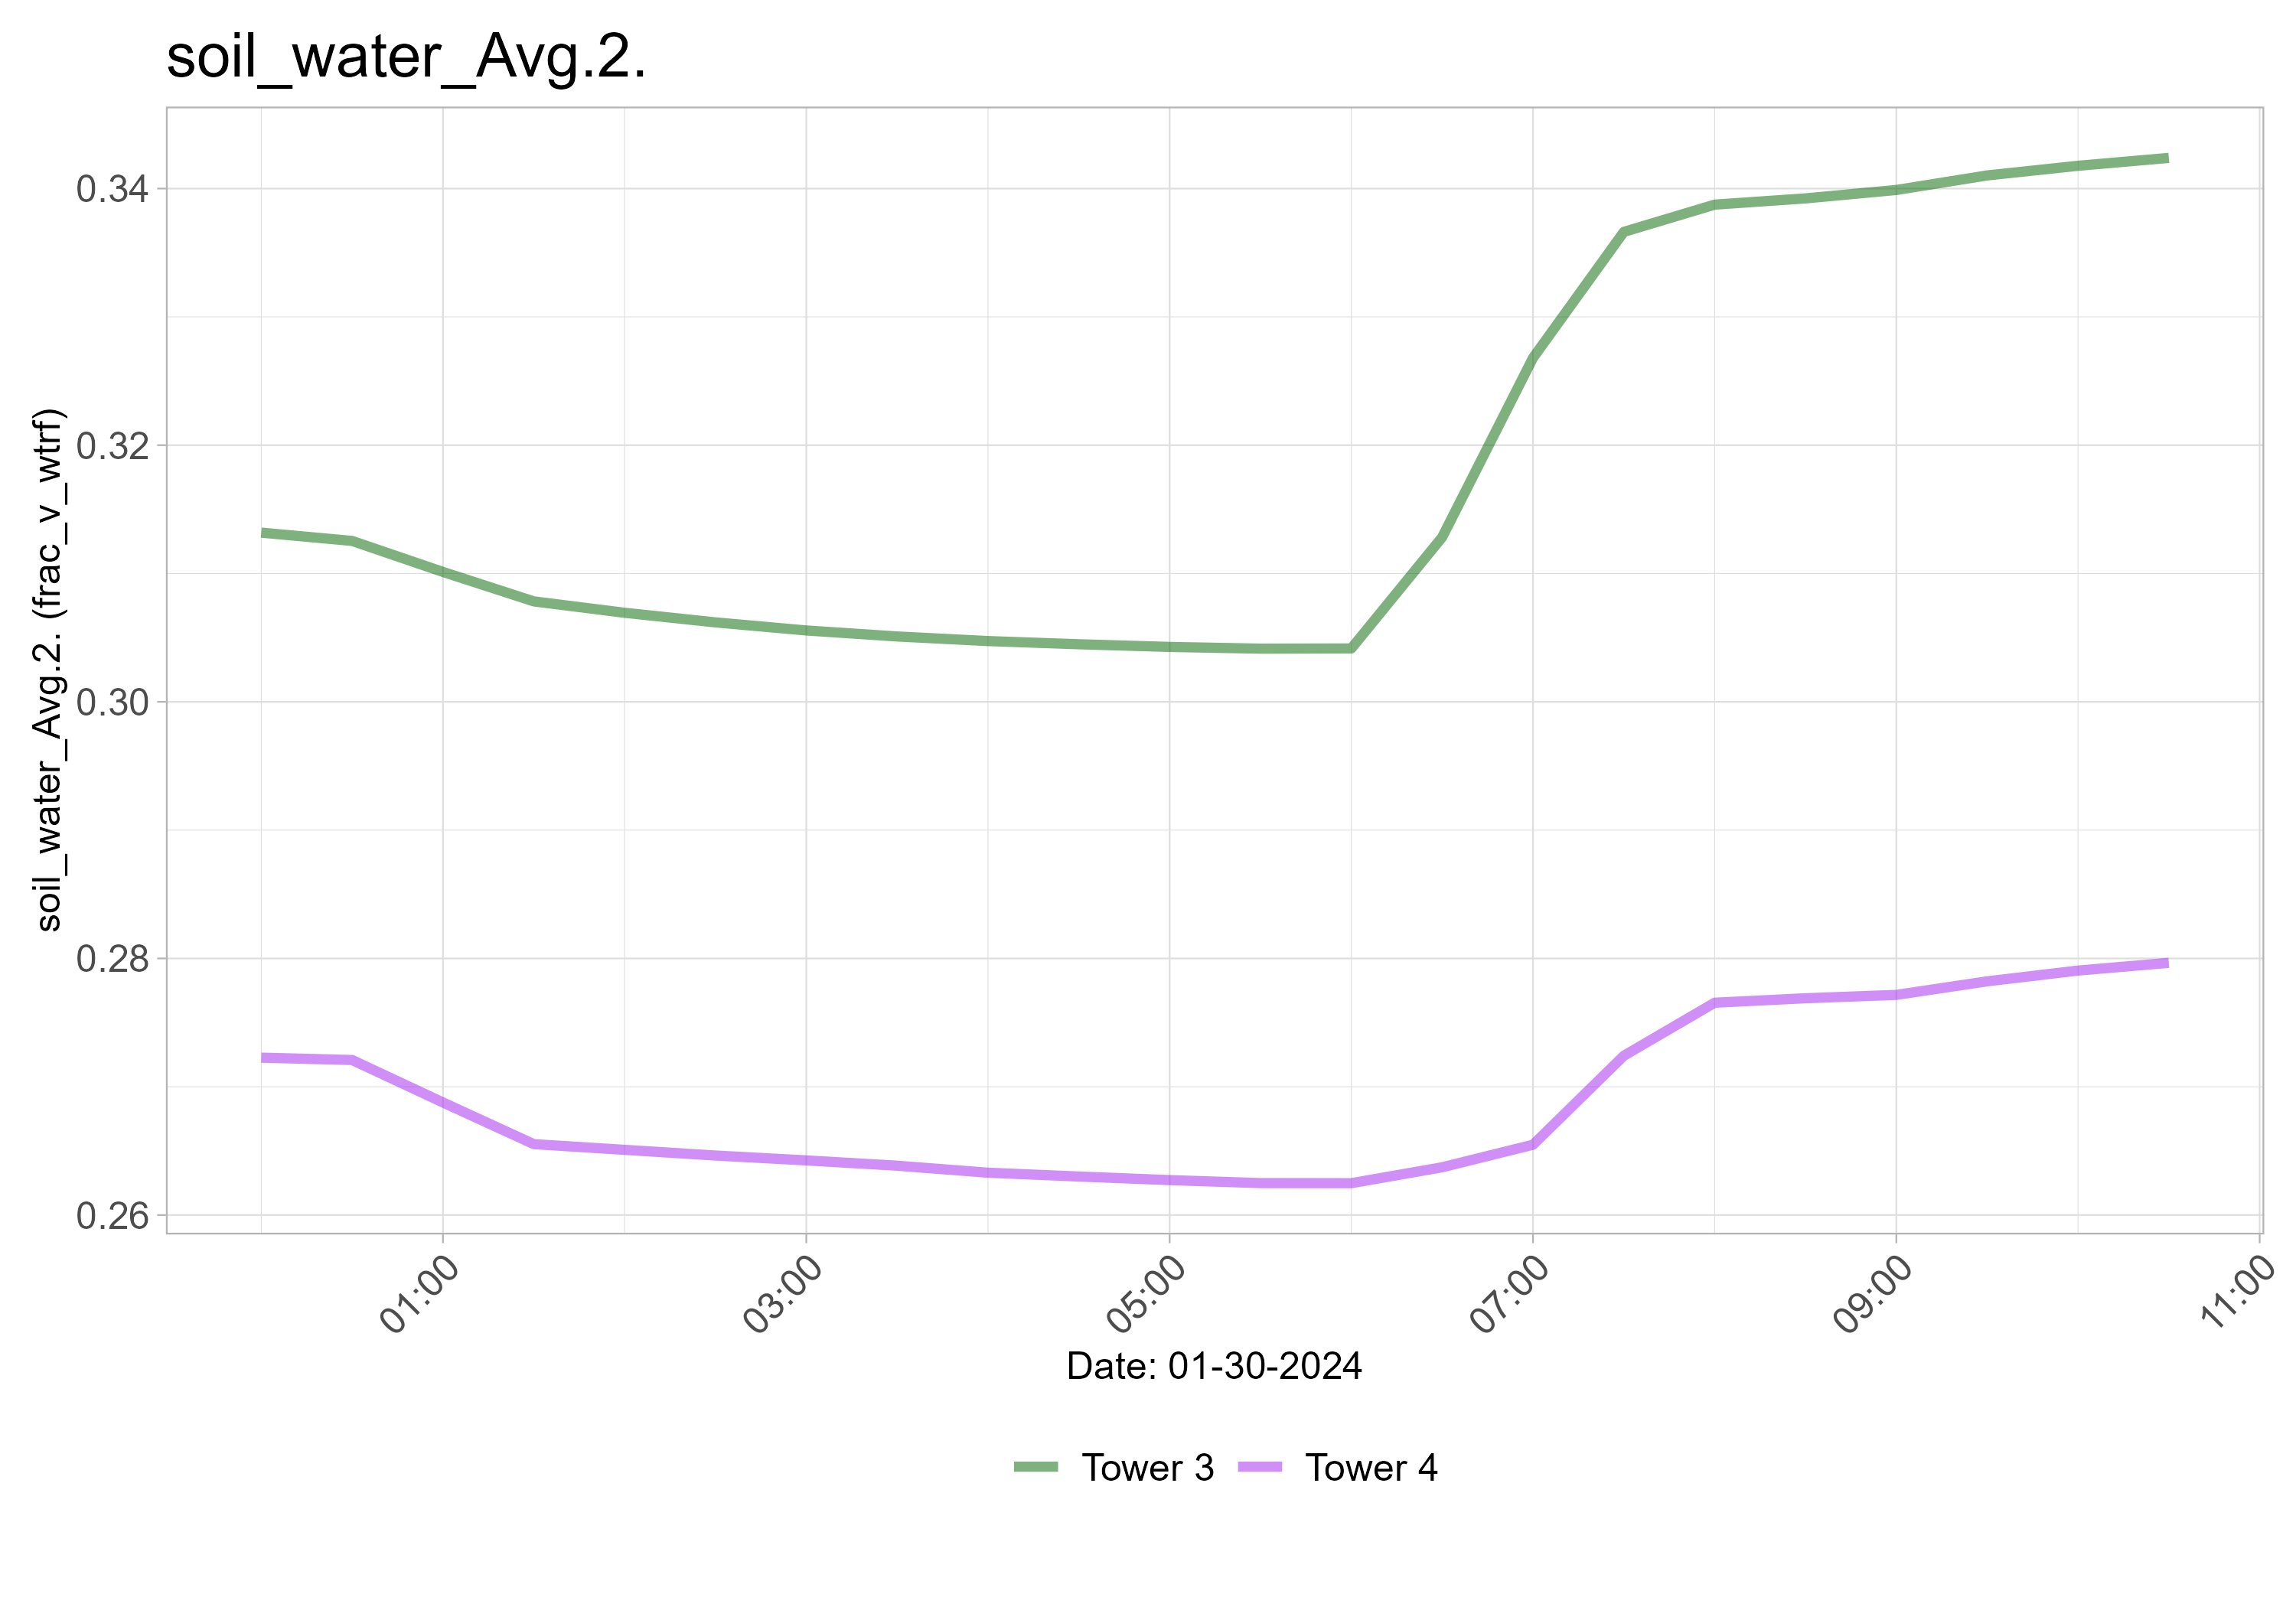 soil_water_Avg.2.
soil_water_Avg.2. (frac_v_wtrf)
0.34
0.32
0.30
0.28
0.26
01:00
03:00
05:00
07:00
09:00
11:00
Date: 01-30-2024
Tower 3
Tower 4